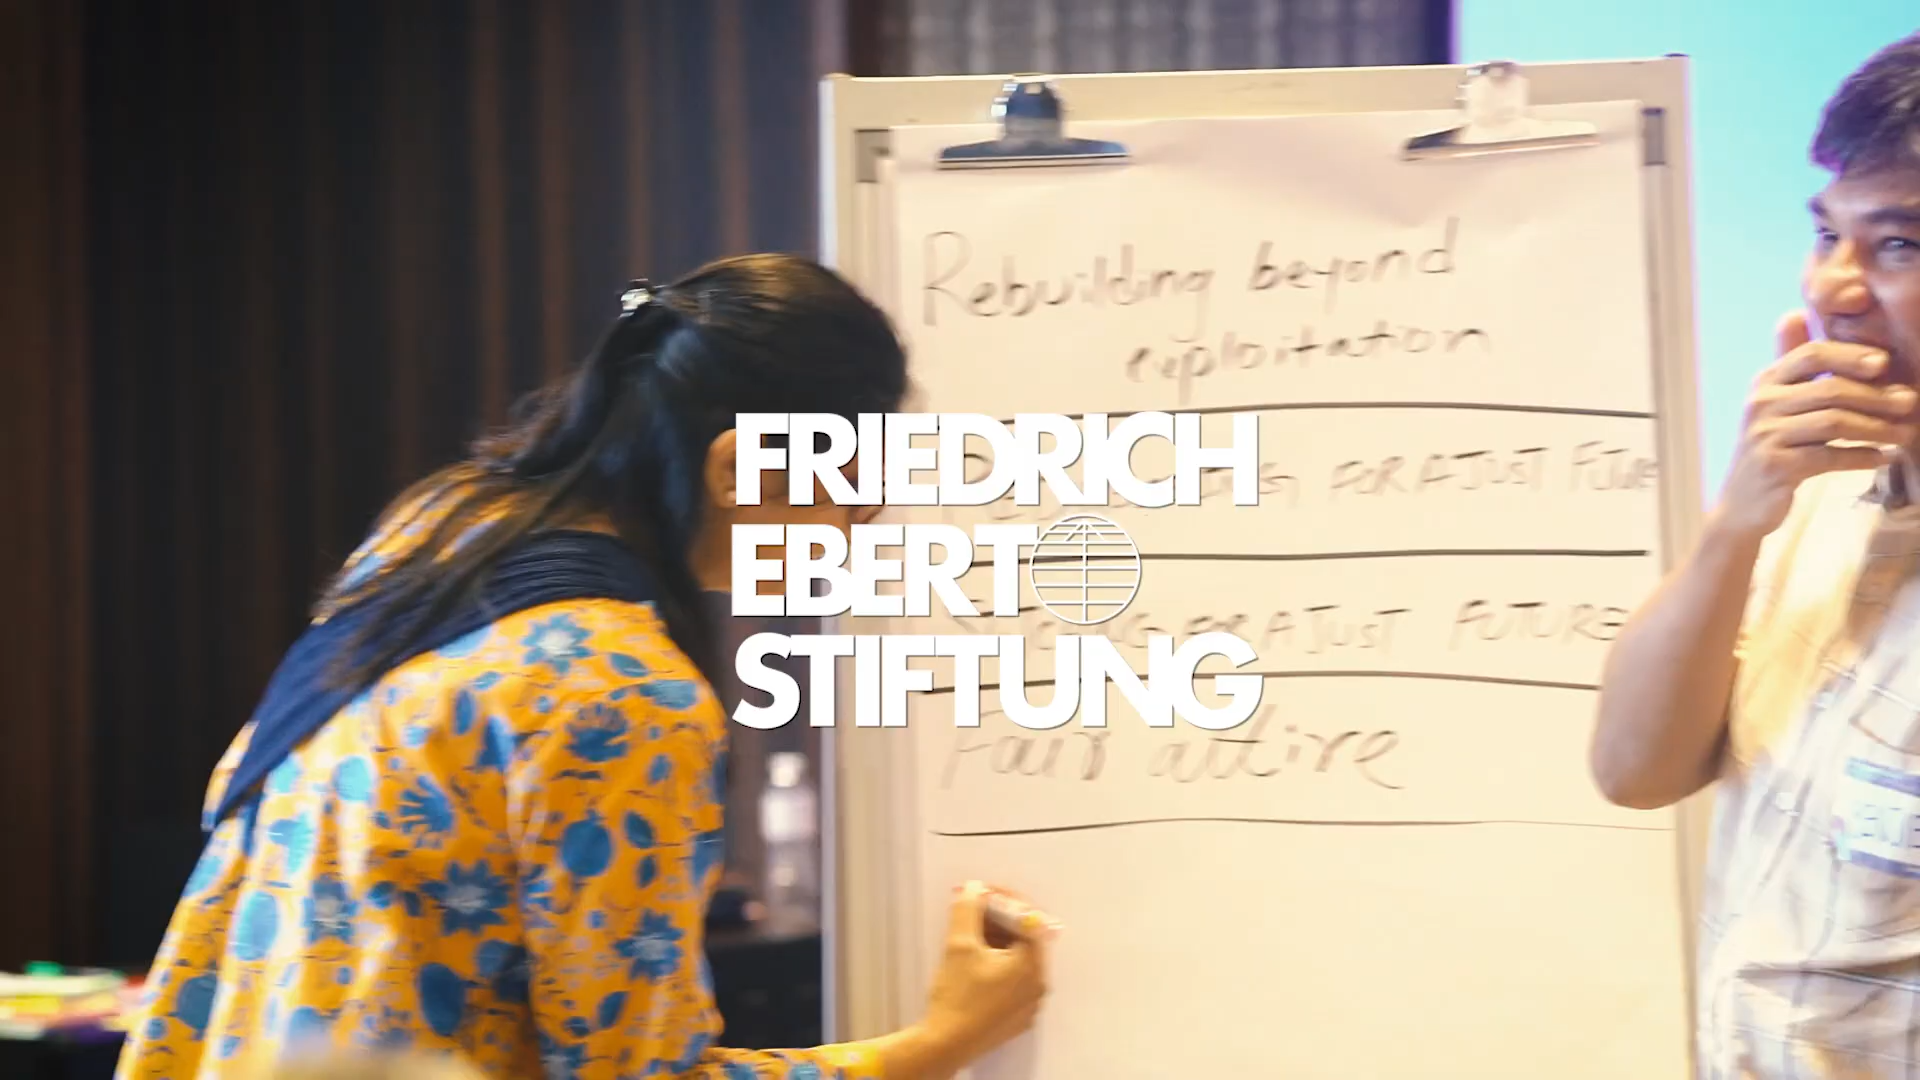 Rebuilding beyond
exploitation
FOR A JUST FUTURE
FOR A JUST FUTURE
Fair attire
FRIEDRICH
EBERT
STIFTUNG